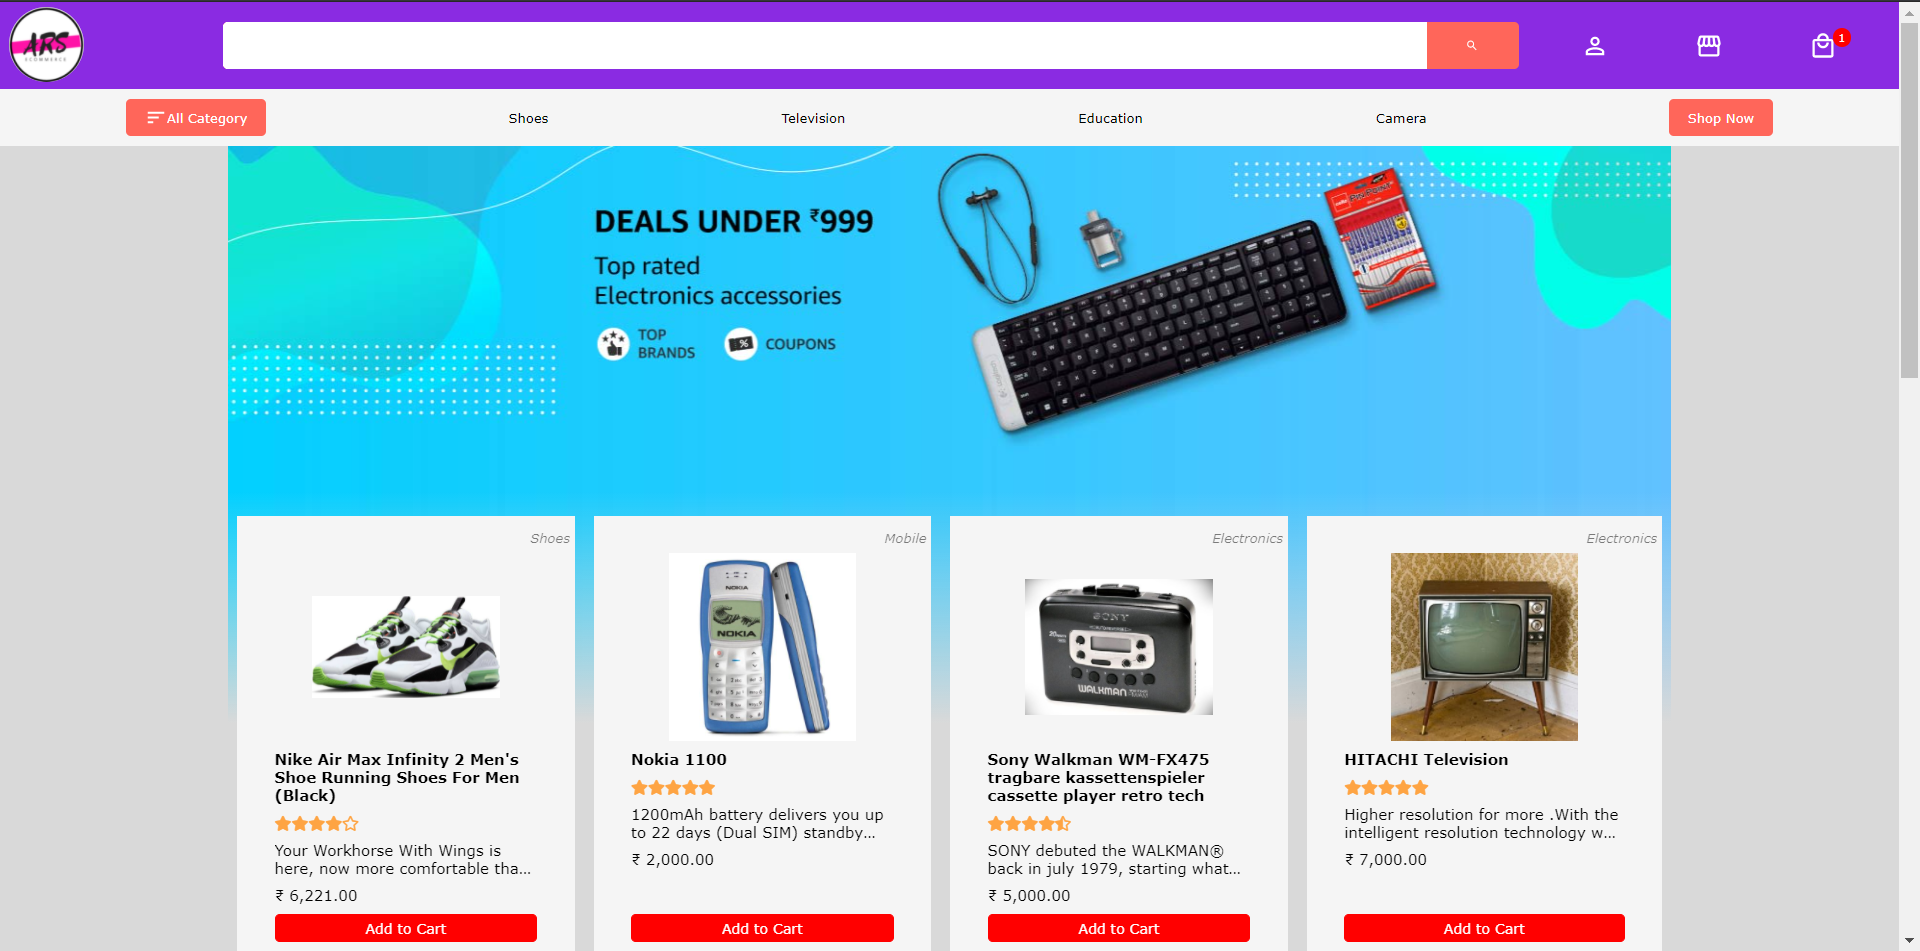 ARS
ECOMMERCE
1
All Category
Shoes
Television
Education
Camera
Shop Now
DEALS UNDER ₹999
Top rated
Electronics accessories
TOP
BRANDS
COUPONS
Shoes
Mobile
Electronics
Electronics
NOKIA
NOKIA
SONY
WALKMAN
Nike Air Max Infinity 2 Men's
Shoe Running Shoes For Men
(Black)
Your Workhorse With Wings is
here, now more comfortable tha...
₹ 6,221.00
Add to Cart
Nokia 1100
1200mAh battery delivers you up
to 22 days (Dual SIM) standby...
₹ 2,000.00
Add to Cart
Sony Walkman WM-FX475
tragbare kassettenspieler
cassette player retro tech
SONY debuted the WALKMAN®
back in july 1979, starting what...
₹ 5,000.00
Add to Cart
HITACHI Television
Higher resolution for more .With the
intelligent resolution technology w...
₹ 7,000.00
Add to Cart